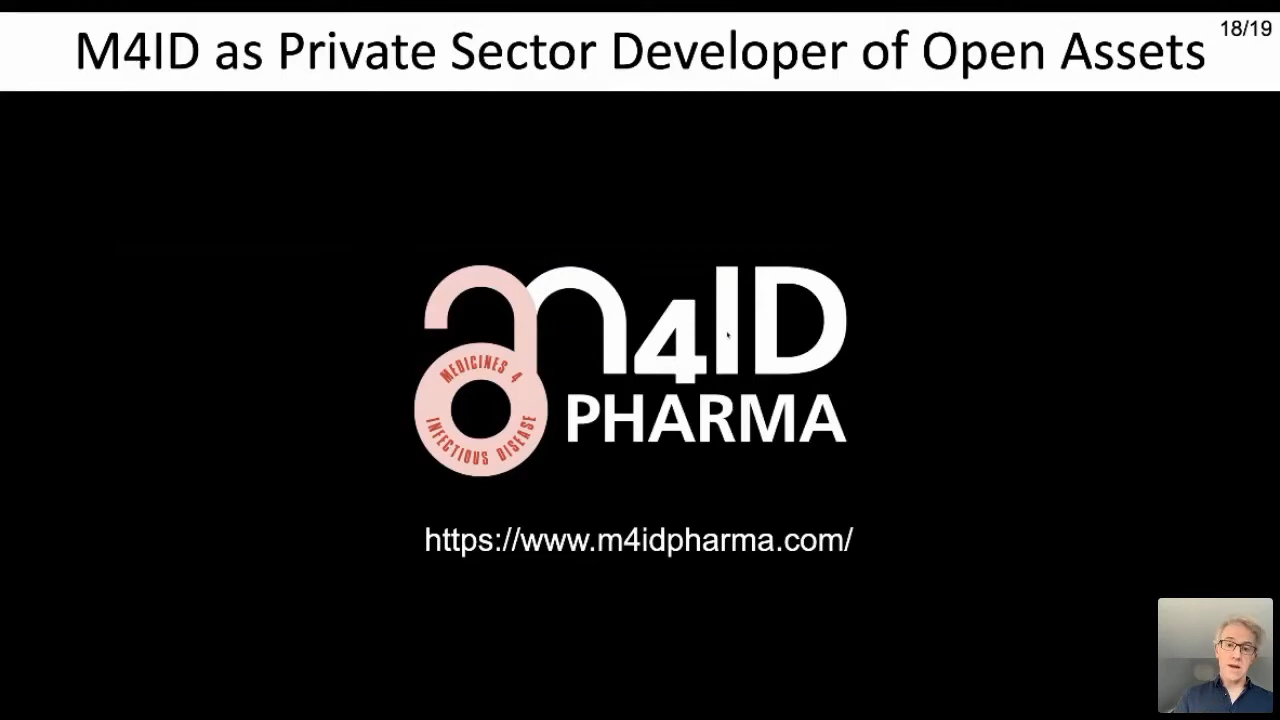 M4ID as Private Sector Developer of Open Assets
18/19
m4ID
PHARMA
MEDICINES 4
INFECTIOUS DISEASE
https://www.m4idpharma.com/